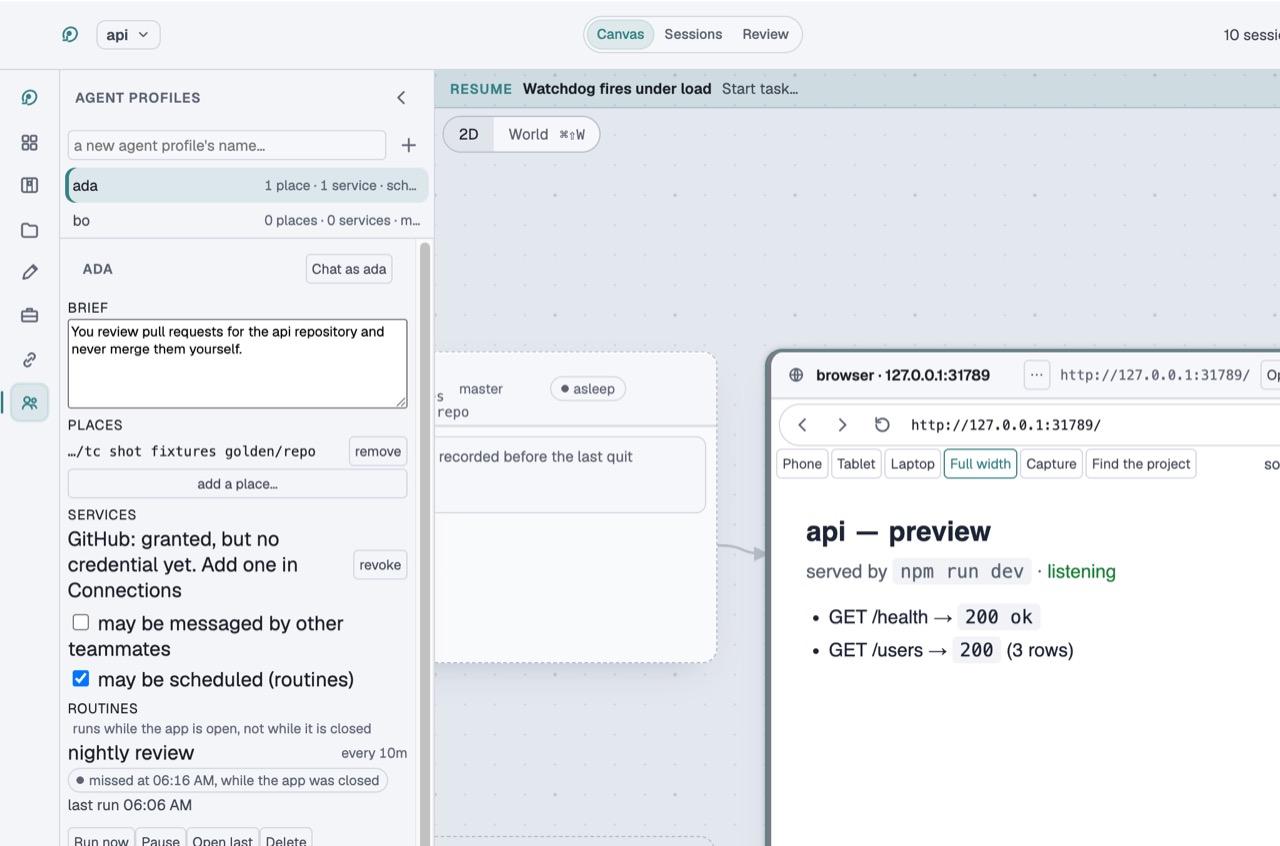 api
Canvas Sessions Review
10 sessi
AGENT PROFILES
a new agent profile's name...
ada 1 place · 1 service · sch...
bo 0 places · 0 services · m...
ADA
Chat as ada
BRIEF
You review pull requests for the api repository and
never merge them yourself.
PLACES
…/tc shot fixtures golden/repo remove
add a place...
SERVICES
GitHub: granted, but no
credential yet. Add one in
Connections
revoke
may be messaged by other
teammates
may be scheduled (routines)
ROUTINES
runs while the app is open, not while it is closed
nightly review every 10m
missed at 06:16 AM, while the app was closed
last run 06:06 AM
Run now Pause Open last Delete
RESUME Watchdog fires under load Start task...
2D World ⌘⇧W
s master asleep
repo
recorded before the last quit
browser · 127.0.0.1:31789 ··· http://127.0.0.1:31789/ Op
http://127.0.0.1:31789/
Phone Tablet Laptop Full width Capture Find the project so
api — preview
served by npm run dev · listening
• GET /health → 200 ok
• GET /users → 200 (3 rows)